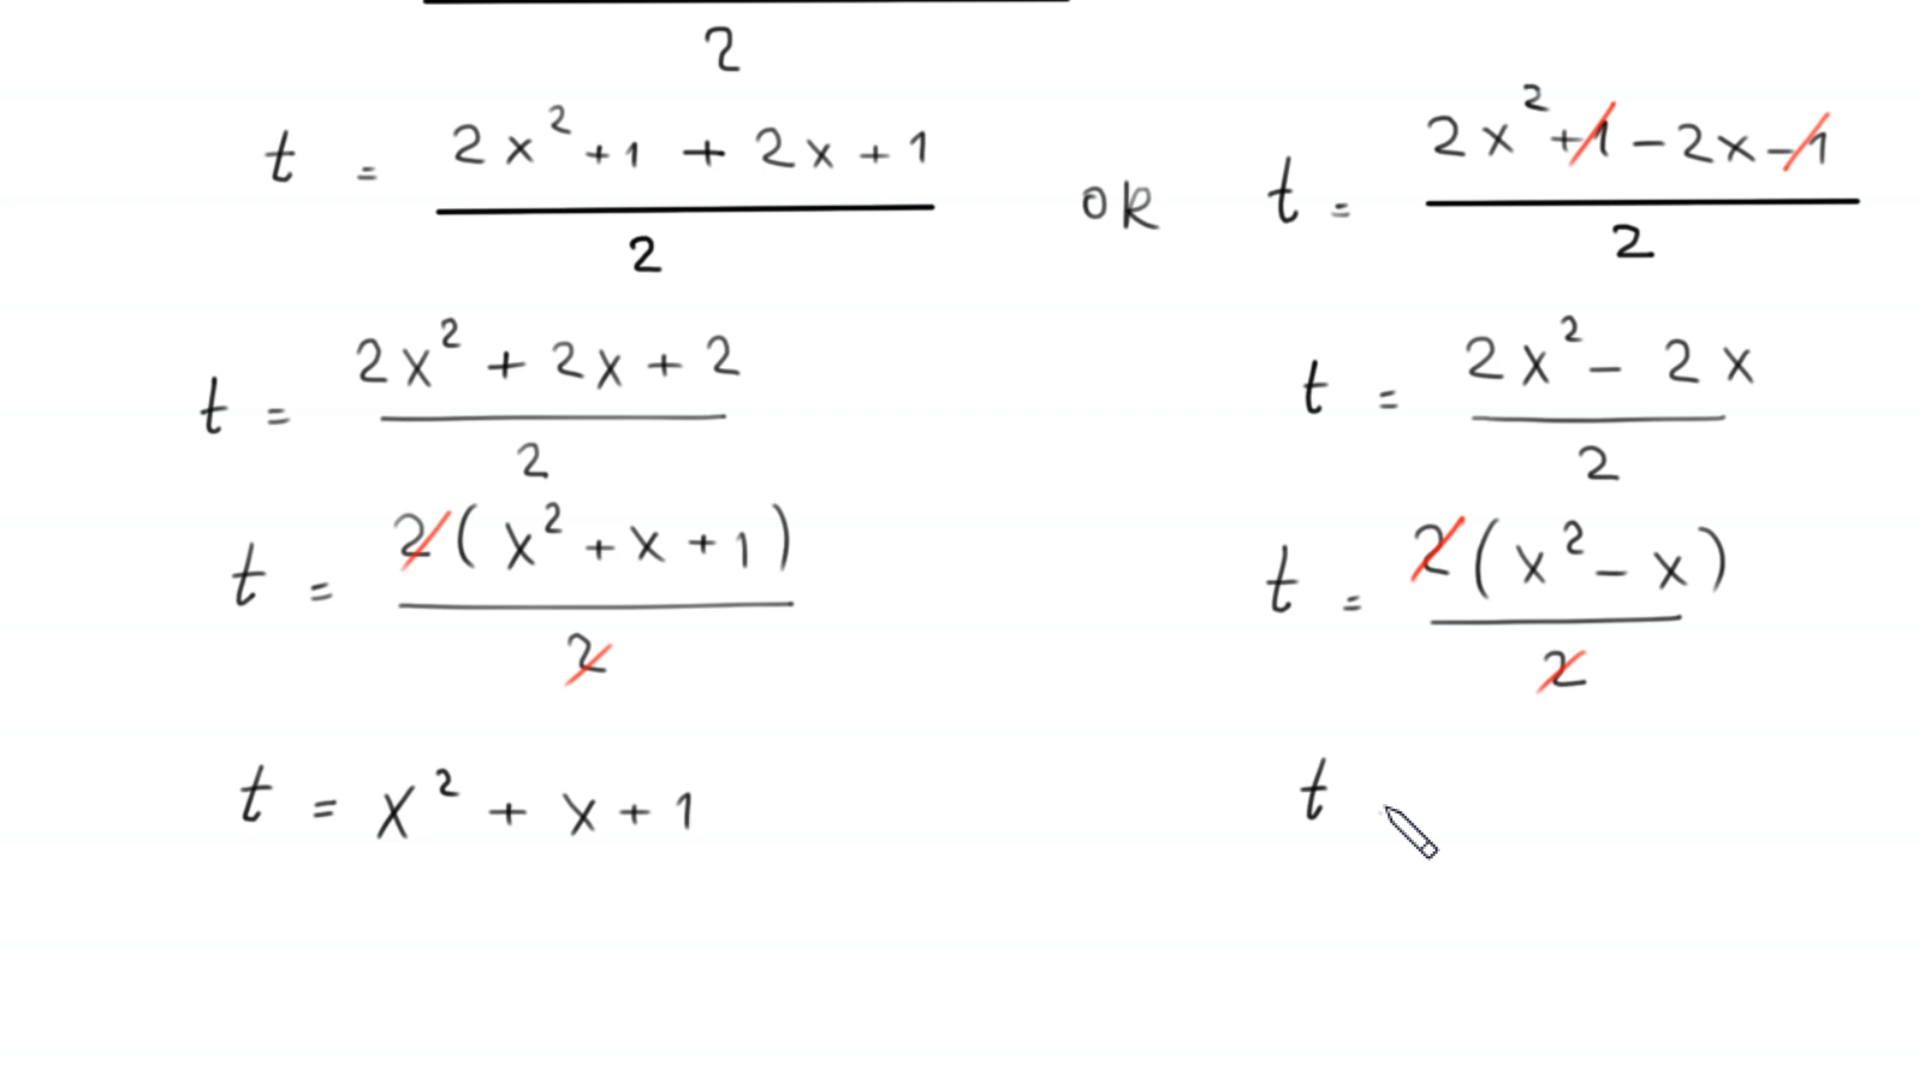 2
t = 2x² + 1 + 2x + 1 / 2 OR t = 2x² + 1 - 2x - 1 / 2
t = 2x² + 2x + 2 / 2 t = 2x² - 2x / 2
t = 2(x² + x + 1) / 2 t = 2(x² - x) / 2
t = x² + x + 1 t